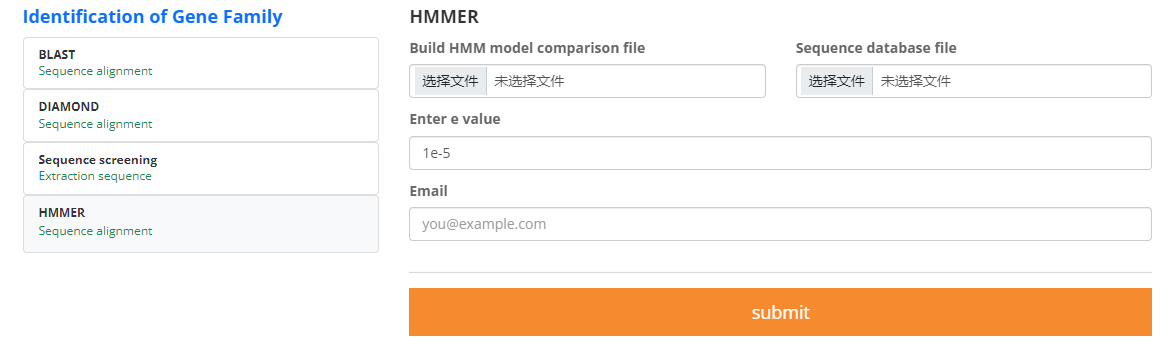 Identification of Gene Family
BLAST
Sequence alignment
DIAMOND
Sequence alignment
Sequence screening
Extraction sequence
HMMER
Sequence alignment
HMMER
Build HMM model comparison file
选择文件 未选择文件
Sequence database file
选择文件 未选择文件
Enter e value
1e-5
Email
you@example.com
submit